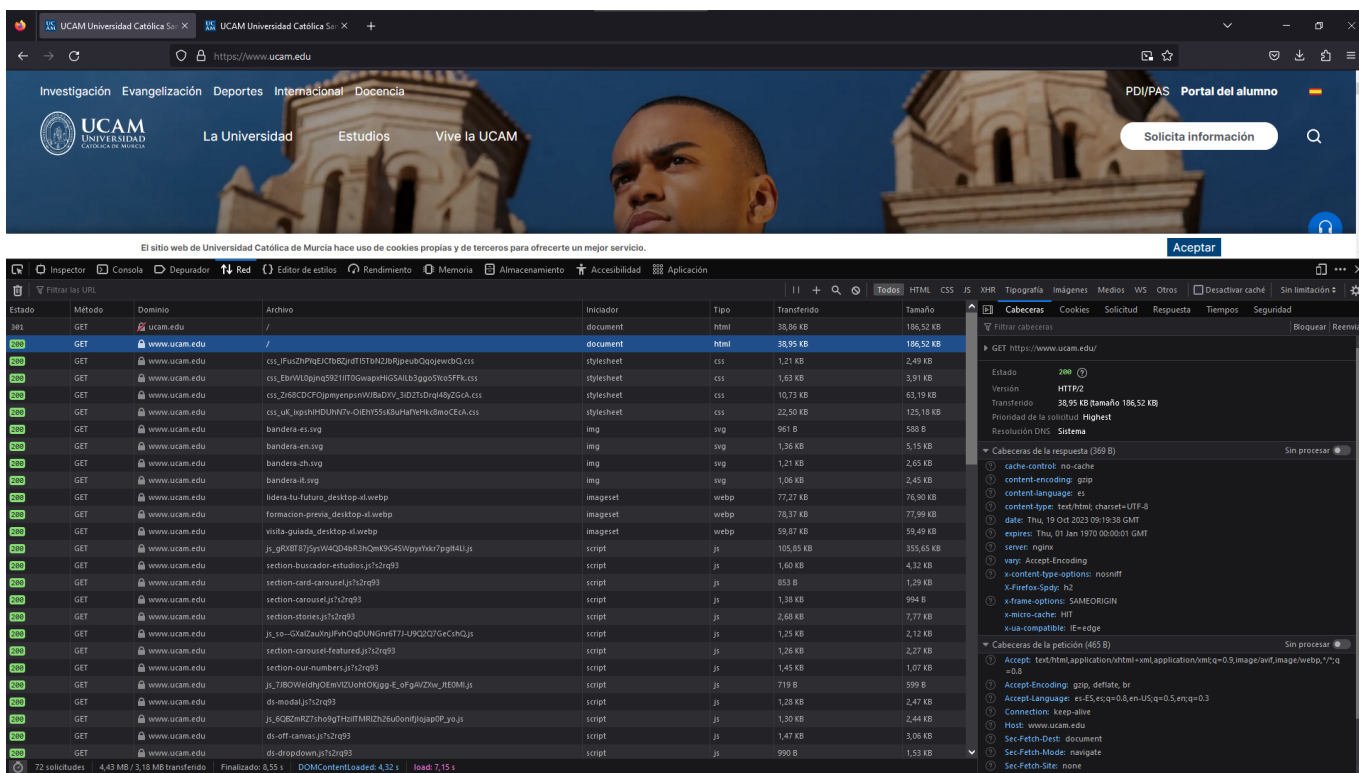 UCAM Universidad Católica Sa
UCAM Universidad Católica Sa
https://www.ucam.edu
Investigación Evangelización Deportes Internacional Docencia
PDI/PAS Portal del alumno
UCAM
UNIVERSIDAD
CATÓLICA DE MURCIA
La Universidad Estudios Vive la UCAM
Solicita información
El sitio web de Universidad Católica de Murcia hace uso de cookies propias y de terceros para ofrecerte un mejor servicio.
Aceptar
Inspector Consola Depurador Red Editor de estilos Rendimiento Memoria Almacenamiento Accesibilidad Aplicación
Filtrar las URL
Todos HTML CSS JS XHR Tipografía Imágenes Medios WS Otros Desactivar caché Sin limitación
Estado Método Dominio Archivo Iniciador Tipo Transferido Tamaño
301 GET ucam.edu / document html 38,86 KB 186,52 KB
200 GET www.ucam.edu / document html 38,95 KB 186,52 KB
200 GET www.ucam.edu stylesheet css 1,21 KB 2,49 KB
200 GET www.ucam.edu stylesheet css 1,63 KB 3,91 KB
200 GET www.ucam.edu stylesheet css 10,73 KB 63,19 KB
200 GET www.ucam.edu stylesheet css 22,50 KB 125,18 KB
200 GET www.ucam.edu bandera-es.svg img svg 961 B 588 B
200 GET www.ucam.edu bandera-en.svg img svg 1,36 KB 5,15 KB
200 GET www.ucam.edu bandera-zh.svg img svg 1,21 KB 2,65 KB
200 GET www.ucam.edu bandera-it.svg img svg 1,06 KB 2,45 KB
200 GET www.ucam.edu lidera-tu-futuro_desktop-xl.webp imageset webp 77,27 KB 76,90 KB
200 GET www.ucam.edu formacion-previa_desktop-xl.webp imageset webp 78,37 KB 77,99 KB
200 GET www.ucam.edu visita-guiada_desktop-xl.webp imageset webp 59,87 KB 59,49 KB
200 GET www.ucam.edu script js 105,85 KB 355,65 KB
200 GET www.ucam.edu section-buscador-estudios.js?s2rq93 script js 1,60 KB 4,32 KB
200 GET www.ucam.edu section-card-carousel.js?s2rq93 script js 853 B 1,29 KB
200 GET www.ucam.edu section-carousel.js?s2rq93 script js 1,38 KB 994 B
200 GET www.ucam.edu section-stories.js?s2rq93 script js 2,68 KB 7,77 KB
200 GET www.ucam.edu script js 1,25 KB 2,12 KB
200 GET www.ucam.edu section-carousel-featured.js?s2rq93 script js 1,26 KB 2,27 KB
200 GET www.ucam.edu section-our-numbers.js?s2rq93 script js 1,45 KB 1,07 KB
200 GET www.ucam.edu script js 719 B 599 B
200 GET www.ucam.edu ds-modal.js?s2rq93 script js 1,28 KB 2,47 KB
200 GET www.ucam.edu script js 1,30 KB 2,44 KB
200 GET www.ucam.edu ds-off-canvas.js?s2rq93 script js 1,47 KB 3,06 KB
200 GET www.ucam.edu ds-dropdown.js?s2rq93 script js 990 B 1,53 KB
72 solicitudes 4,43 MB / 3,18 MB transferido Finalizado: 8,55 s DOMContentLoaded: 4,32 s load: 7,15 s
Cabeceras Cookies Solicitud Respuesta Tiempos Seguridad
Filtrar cabeceras Bloquear Reenvia
GET https://www.ucam.edu/
Estado 200
Versión HTTP/2
Transferido 38,95 KB (tamaño 186,52 KB)
Prioridad de la solicitud Highest
Resolución DNS Sistema
Cabeceras de la respuesta (369 B) Sin procesar
cache-control: no-cache
content-encoding: gzip
content-language: es
content-type: text/html; charset=UTF-8
date: Thu, 19 Oct 2023 09:19:38 GMT
expires: Thu, 01 Jan 1970 00:00:01 GMT
server: nginx
vary: Accept-Encoding
x-content-type-options: nosniff
X-Firefox-Spdy: h2
x-frame-options: SAMEORIGIN
x-micro-cache: HIT
x-ua-compatible: IE=edge
Cabeceras de la petición (465 B) Sin procesar
Accept: text/html,application/xhtml+xml,application/xml;q=0.9,image/avif,image/webp,*/*;q
=0.8
Accept-Encoding: gzip, deflate, br
Accept-Language: es-ES,es;q=0.8,en-US;q=0.5,en;q=0.3
Connection: keep-alive
Host: www.ucam.edu
Sec-Fetch-Dest: document
Sec-Fetch-Mode: navigate
Sec-Fetch-Site: none